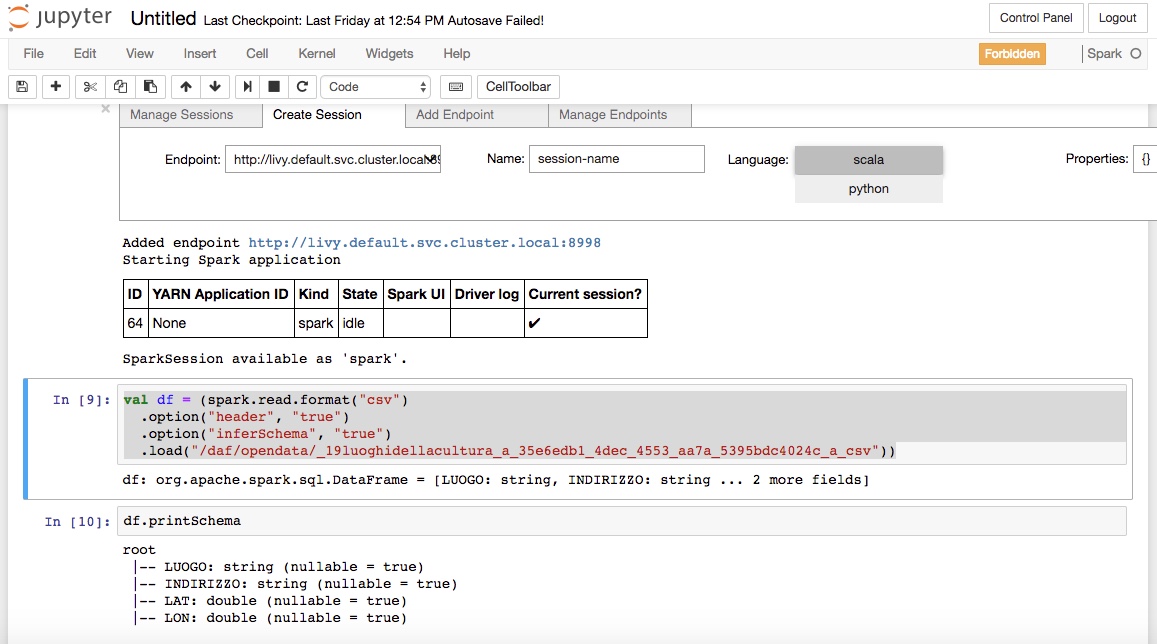 jupyter Untitled Last Checkpoint: Last Friday at 12:54 PM Autosave Failed! Control Panel Logout
File Edit View Insert Cell Kernel Widgets Help Forbidden Spark
Code CellToolbar
Manage Sessions Create Session Add Endpoint Manage Endpoints
Endpoint: http://livy.default.svc.cluster.local:89 Name: session-name Language: scala Properties: {}
python
Added endpoint http://livy.default.svc.cluster.local:8998
Starting Spark application
ID YARN Application ID Kind State Spark UI Driver log Current session?
64 None spark idle ✔
SparkSession available as 'spark'.
In [9]: val df = (spark.read.format("csv")
.option("header", "true")
.option("inferSchema", "true")
.load("/daf/opendata/_19luoghidellacultura_a_35e6edb1_4dec_4553_aa7a_5395bdc4024c_a_csv"))
df: org.apache.spark.sql.DataFrame = [LUOGO: string, INDIRIZZO: string ... 2 more fields]
In [10]: df.printSchema
root
|-- LUOGO: string (nullable = true)
|-- INDIRIZZO: string (nullable = true)
|-- LAT: double (nullable = true)
|-- LON: double (nullable = true)